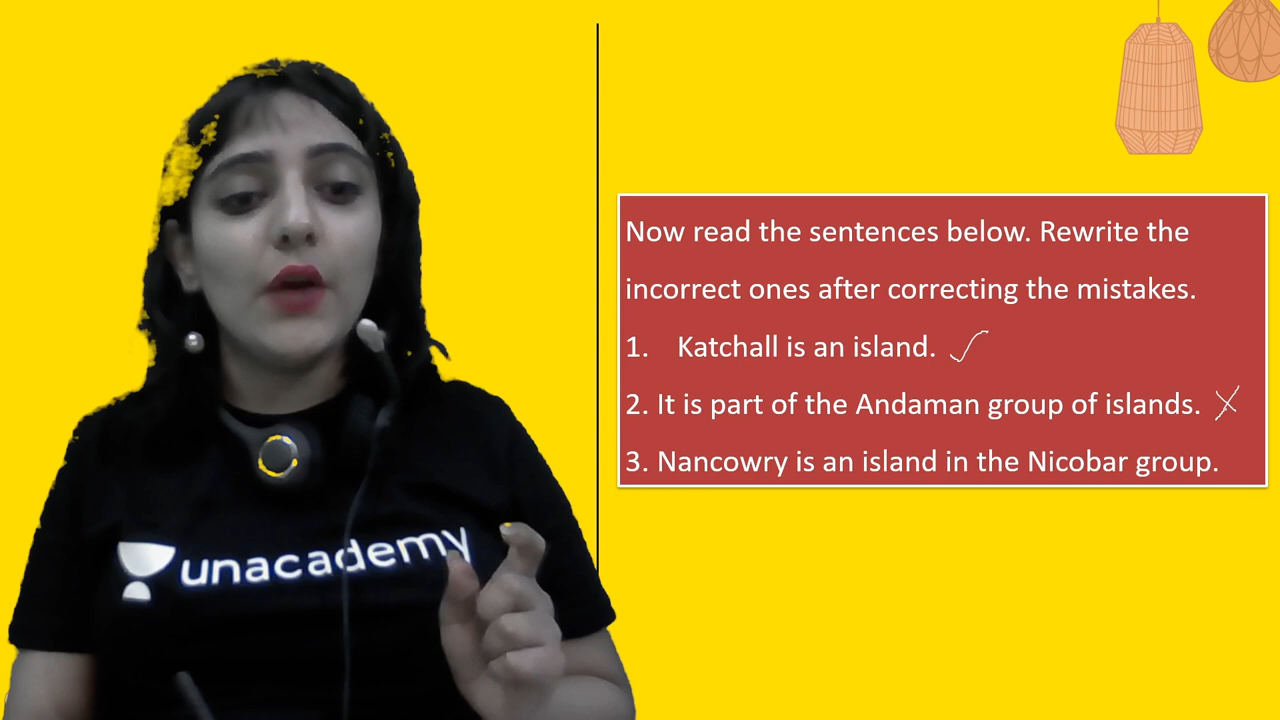 Now read the sentences below. Rewrite the
incorrect ones after correcting the mistakes.
1. Katchall is an island.
2. It is part of the Andaman group of islands.
3. Nancowry is an island in the Nicobar group.
unacademy